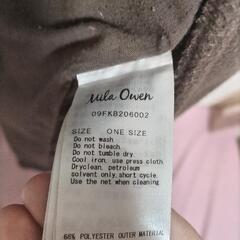 Mila Owen
09FKB206002
SIZE ONE SIZE
Do not wash
Do not bleach.
Do not tumble dry.
Cool iron, use press cloth
Dryclean, petroleum
solvent only, short cycle.
Use the net when cleaning
66% POLYESTER OUTER MATERIAL